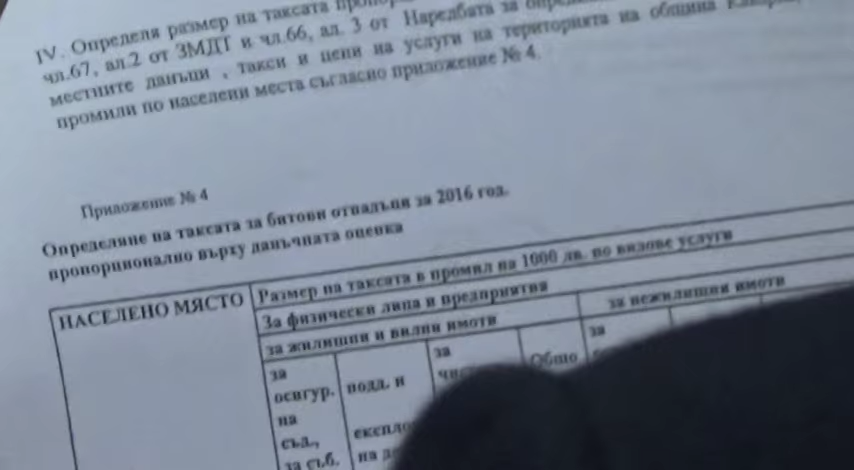 IV. Определя размер на таксата
чл.67, ал.2 от ЗМДТ и чл.66, ал. 3 от Наредбата за
местните данъци , такси и цени на услуги на територията на община
промили по населени места съгласно приложение № 4.
Приложение № 4
Определяне на таксата за битови отпадъци за 2016 год.
пропорционално върху данъчната оценка
НАСЕЛЕНО МЯСТО
Размер на таксата в промил на 1000 лв. по видове услуги
За физически лица и предприятия
за жилищни и вилни имоти
за нежилищни имоти
за
осигур.
на
съд.,
за съб.
подд. и
на
за
Общо
за